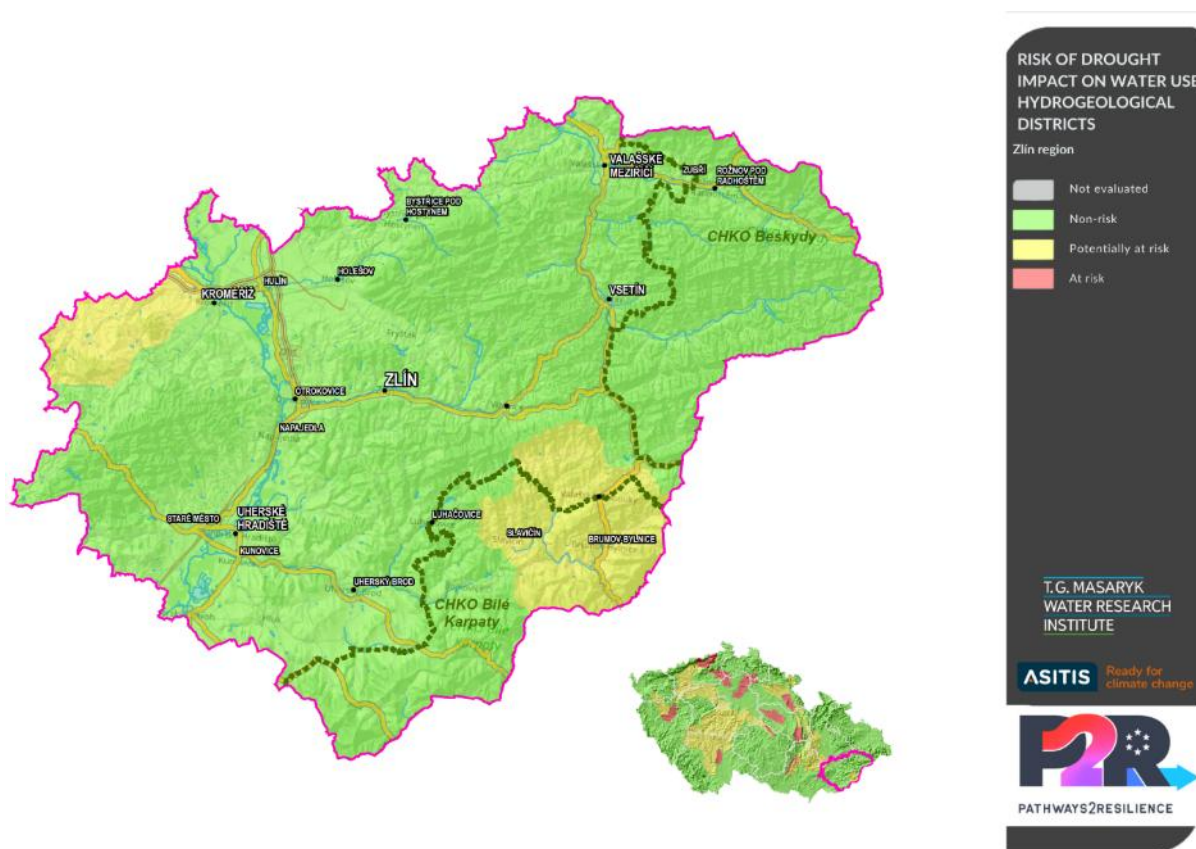 RISK OF DROUGHT
IMPACT ON WATER USE
HYDROGEOLOGICAL
DISTRICTS
Zlín region
Not evaluated
Non-risk
Potentially at risk
At risk
VALAŠSKÉ
MEZIŘÍČÍ
ZUBŘÍ
ROŽNOV POD
RADHOŠTĚM
BYSTŘICE POD
HOSTÝNEM
CHKO Beskydy
HOLEŠOV
HULÍN
KROMĚŘÍŽ
VSETÍN
Fryšták
ZLÍN
OTROKOVICE
NAPAJEDLA
STARÉ MĚSTO
UHERSKÉ
HRADIŠTĚ
KUNOVICE
LUHAČOVICE
SLAVIČÍN
BRUMOV-BYLNICE
UHERSKÝ BROD
CHKO Bílé
Karpaty
Hluk
T. G. MASARYK
WATER RESEARCH
INSTITUTE
ASITIS Ready for
climate change
P2R
PATHWAYS2RESILIENCE